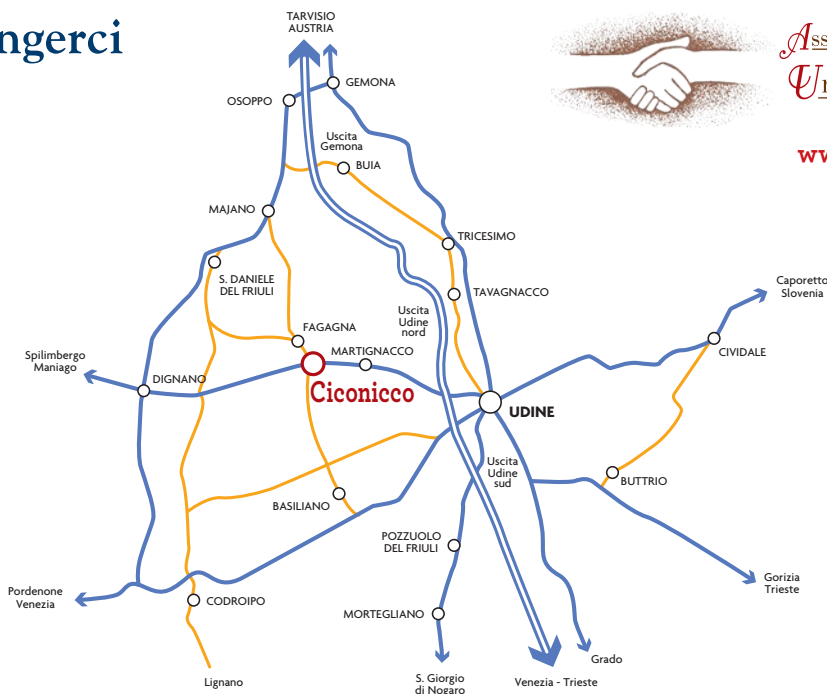 ngerci
TARVISIO
AUSTRIA
GEMONA
OSOPPO
Uscita
Gemona
BUIA
MAJANO
TRICESIMO
S. DANIELE
DEL FRIULI
TAVAGNACCO
Caporetto
Slovenia
Uscita
Udine
nord
FAGAGNA
MARTIGNACCO
CIVIDALE
Spilimbergo
Maniago
DIGNANO
Ciconicco
UDINE
Uscita
Udine
sud
BUTTRIO
BASILIANO
POZZUOLO
DEL FRIULI
Gorizia
Trieste
Pordenone
Venezia
CODROIPO
MORTEGLIANO
Grado
Lignano
S. Giorgio
di Nogaro
Venezia - Trieste
Ass
U
ww